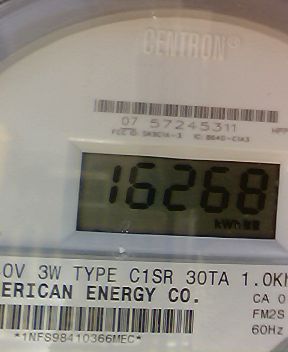 CENTRON®
07 57245311
16268
kWh
OV 3W TYPE C1SR 30TA 1.0K
ERICAN ENERGY CO.
CA 0
FM2S
60Hz
*1NFS98410366MEC*